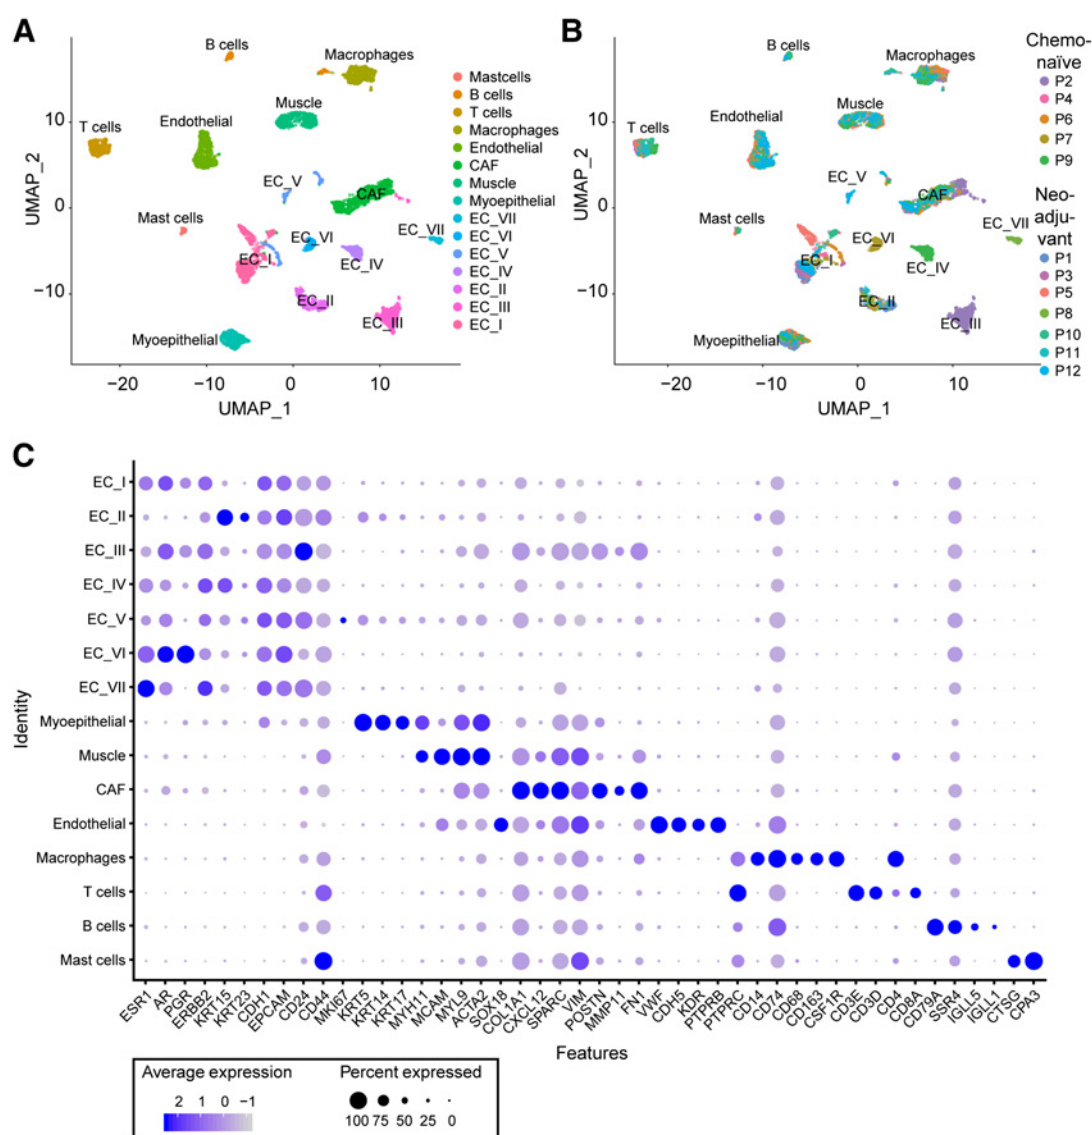 A
B cells
Macrophages
Muscle
Endothelial
T cells
EC_V
CAF
Mast cells
EC_VII
EC_VI
EC_I
EC_IV
EC_II
EC_III
Myoepithelial
UMAP_2
10
0
−10
−20
−10
0
10
UMAP_1
Mastcells
B cells
T cells
Macrophages
Endothelial
CAF
Muscle
Myoepithelial
EC_VII
EC_VI
EC_V
EC_IV
EC_II
EC_III
EC_I
B
B cells
Macrophages
Muscle
Endothelial
T cells
EC_V
CAF
Mast cells
EC_VII
EC_VI
EC_I
EC_IV
EC_II
EC_III
Myoepithelial
UMAP_2
10
0
−10
−20
−10
0
10
UMAP_1
Chemo-
naïve
P2
P4
P6
P7
P9
Neo-
adju-
vant
P1
P3
P5
P8
P10
P11
P12
C
Identity
EC_I
EC_II
EC_III
EC_IV
EC_V
EC_VI
EC_VII
Myoepithelial
Muscle
CAF
Endothelial
Macrophages
T cells
B cells
Mast cells
ESR1
AR
PGR
ERBB2
KRT15
KRT23
CDH1
EPCAM
CD24
CD44
MKI67
KRT5
KRT14
KRT17
MYH11
MCAM
MYL9
ACTA2
SOX18
COL1A1
CXCL12
SPARC
VIM
POSTN
MMP11
FN1
VWF
CDH5
KDR
PTPRB
PTPRC
CD14
CD74
CD68
CD163
CSF1R
CD3E
CD3D
CD4
CD8A
CD79A
SSR4
IGLL5
IGLL1
CTSG
CPA3
Features
Average expression
2 1 0 −1
Percent expressed
100 75 50 25 0